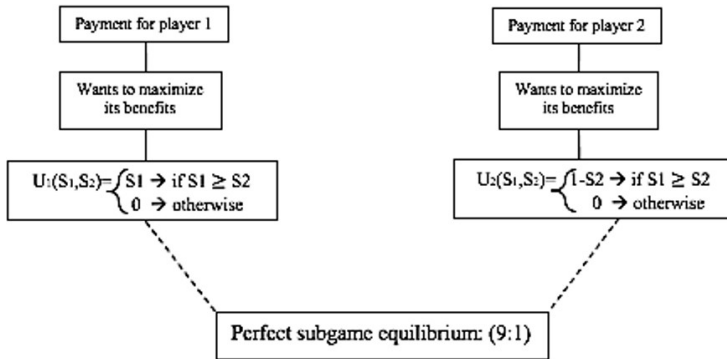 Payment for player 1
Payment for player 2
Wants to maximize
its benefits
Wants to maximize
its benefits
U₁(S₁,S₂)= S1 → if S1 ≥ S2
0 → otherwise
U₂(S₁,S₂)= 1-S2 → if S1 ≥ S2
0 → otherwise
Perfect subgame equilibrium: (9:1)